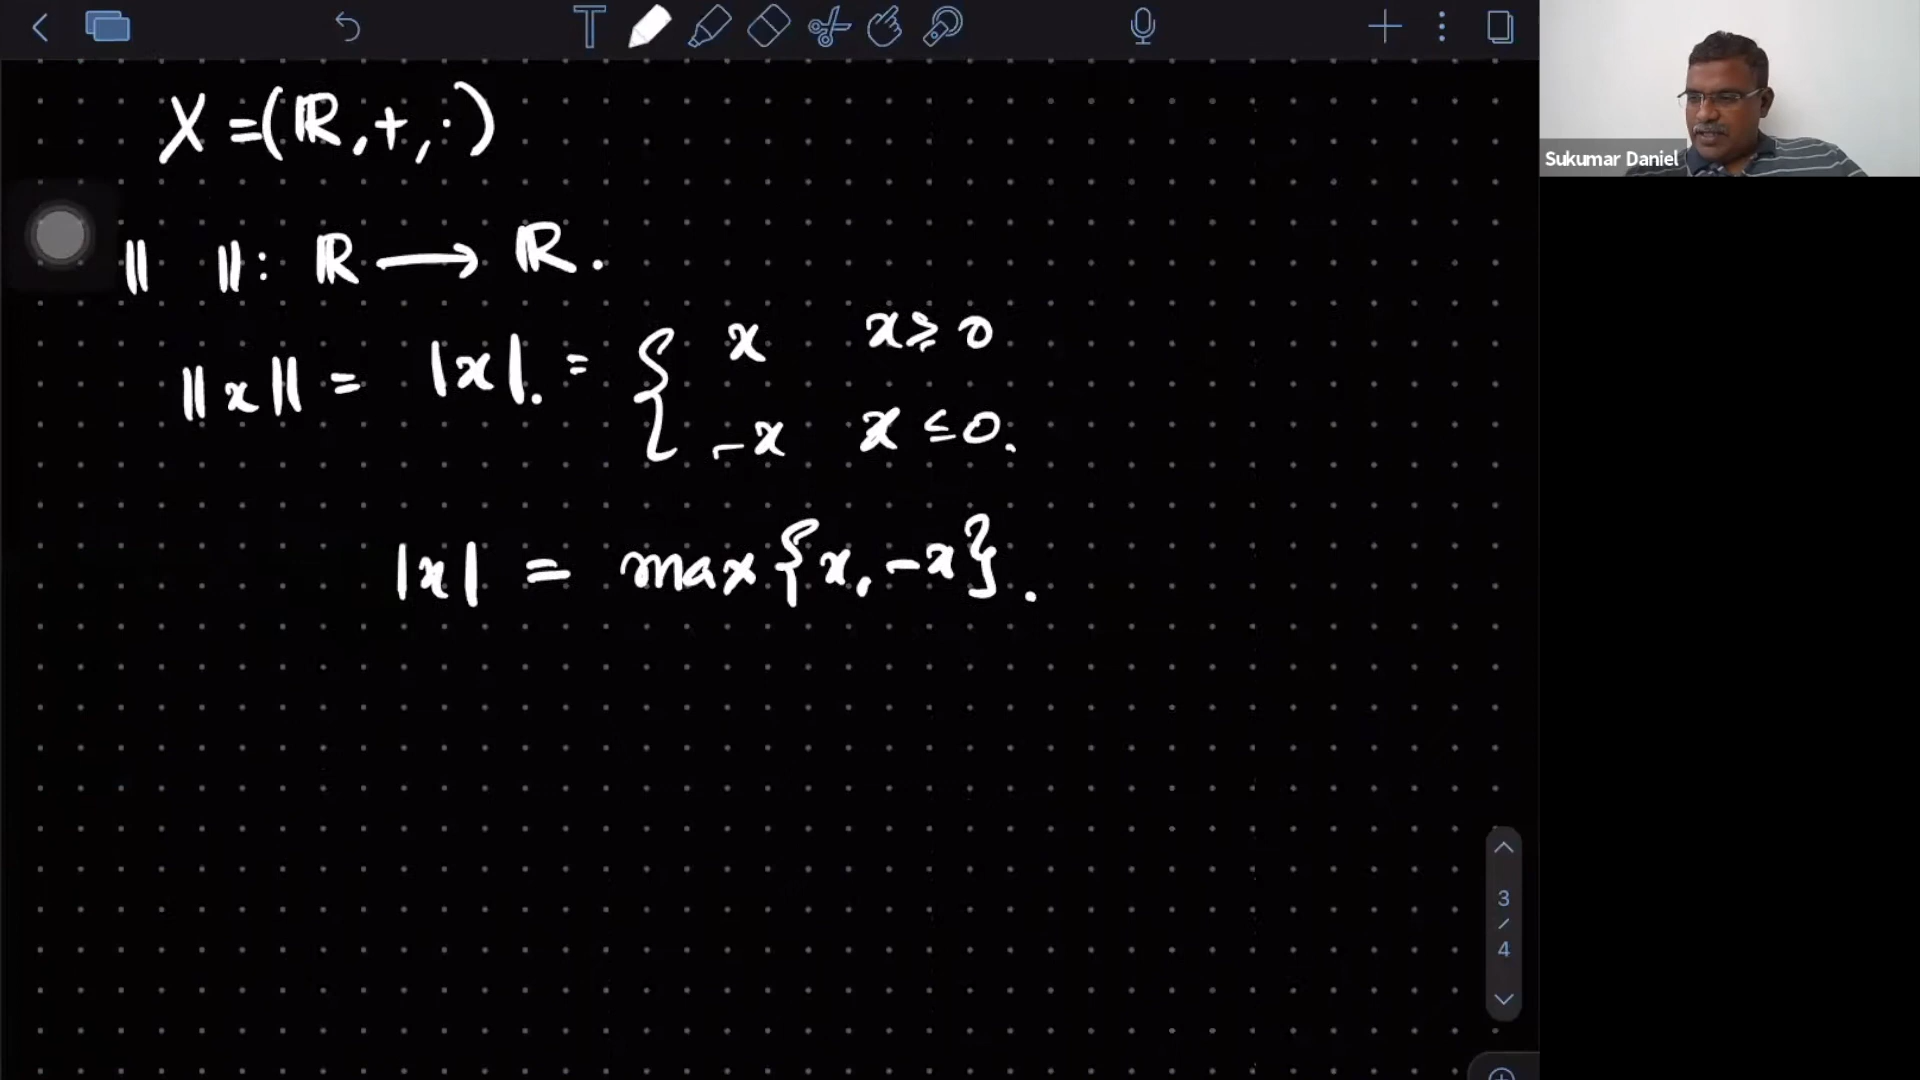 X = (ℝ, +, ·)
‖ ‖ : ℝ ⟶ ℝ.
‖x‖ = |x|. = { x x ≥ 0
-x x ≤ 0.
|x| = max {x, -x}.
Sukumar Daniel
3
/
4